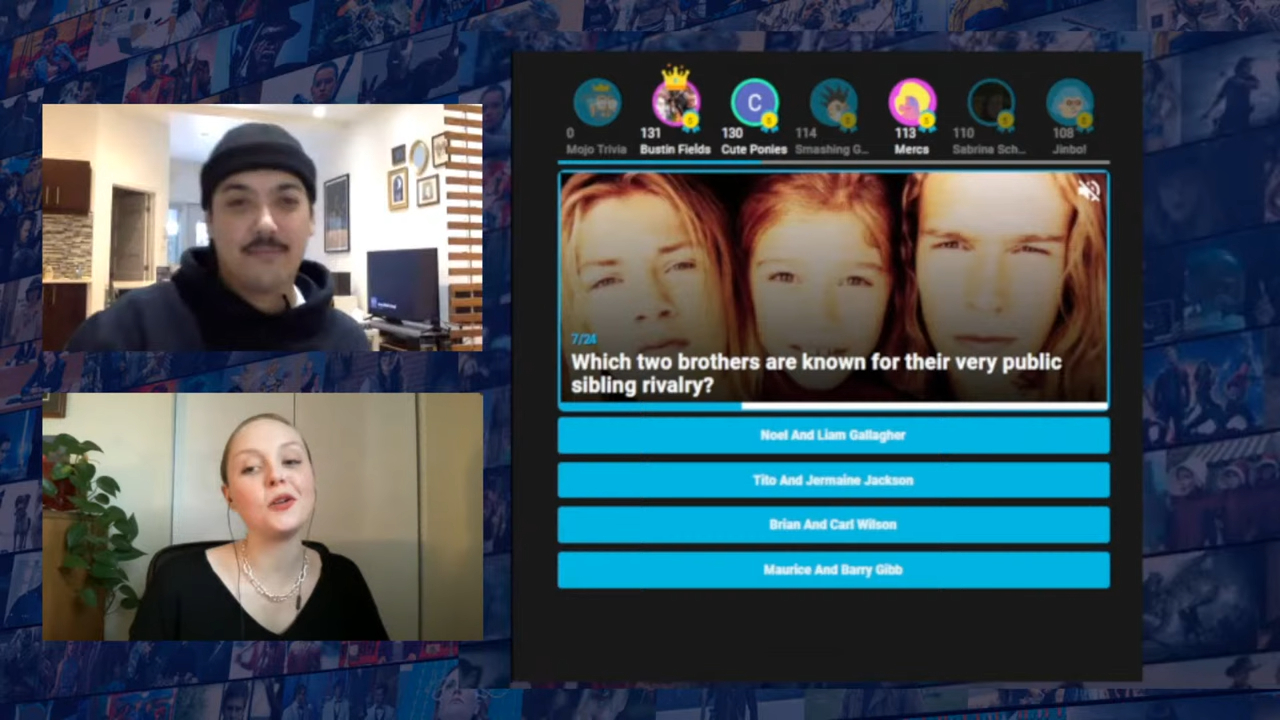 0
Mojo Trivia
131
Bustin Fields
130
Cute Ponies
C
114
Smashing G...
113
Mercs
110
Sabrina Sch...
108
Jinbo!
7/24
Which two brothers are known for their very public
sibling rivalry?
Noel And Liam Gallagher
Tito And Jermaine Jackson
Brian And Carl Wilson
Maurice And Barry Gibb